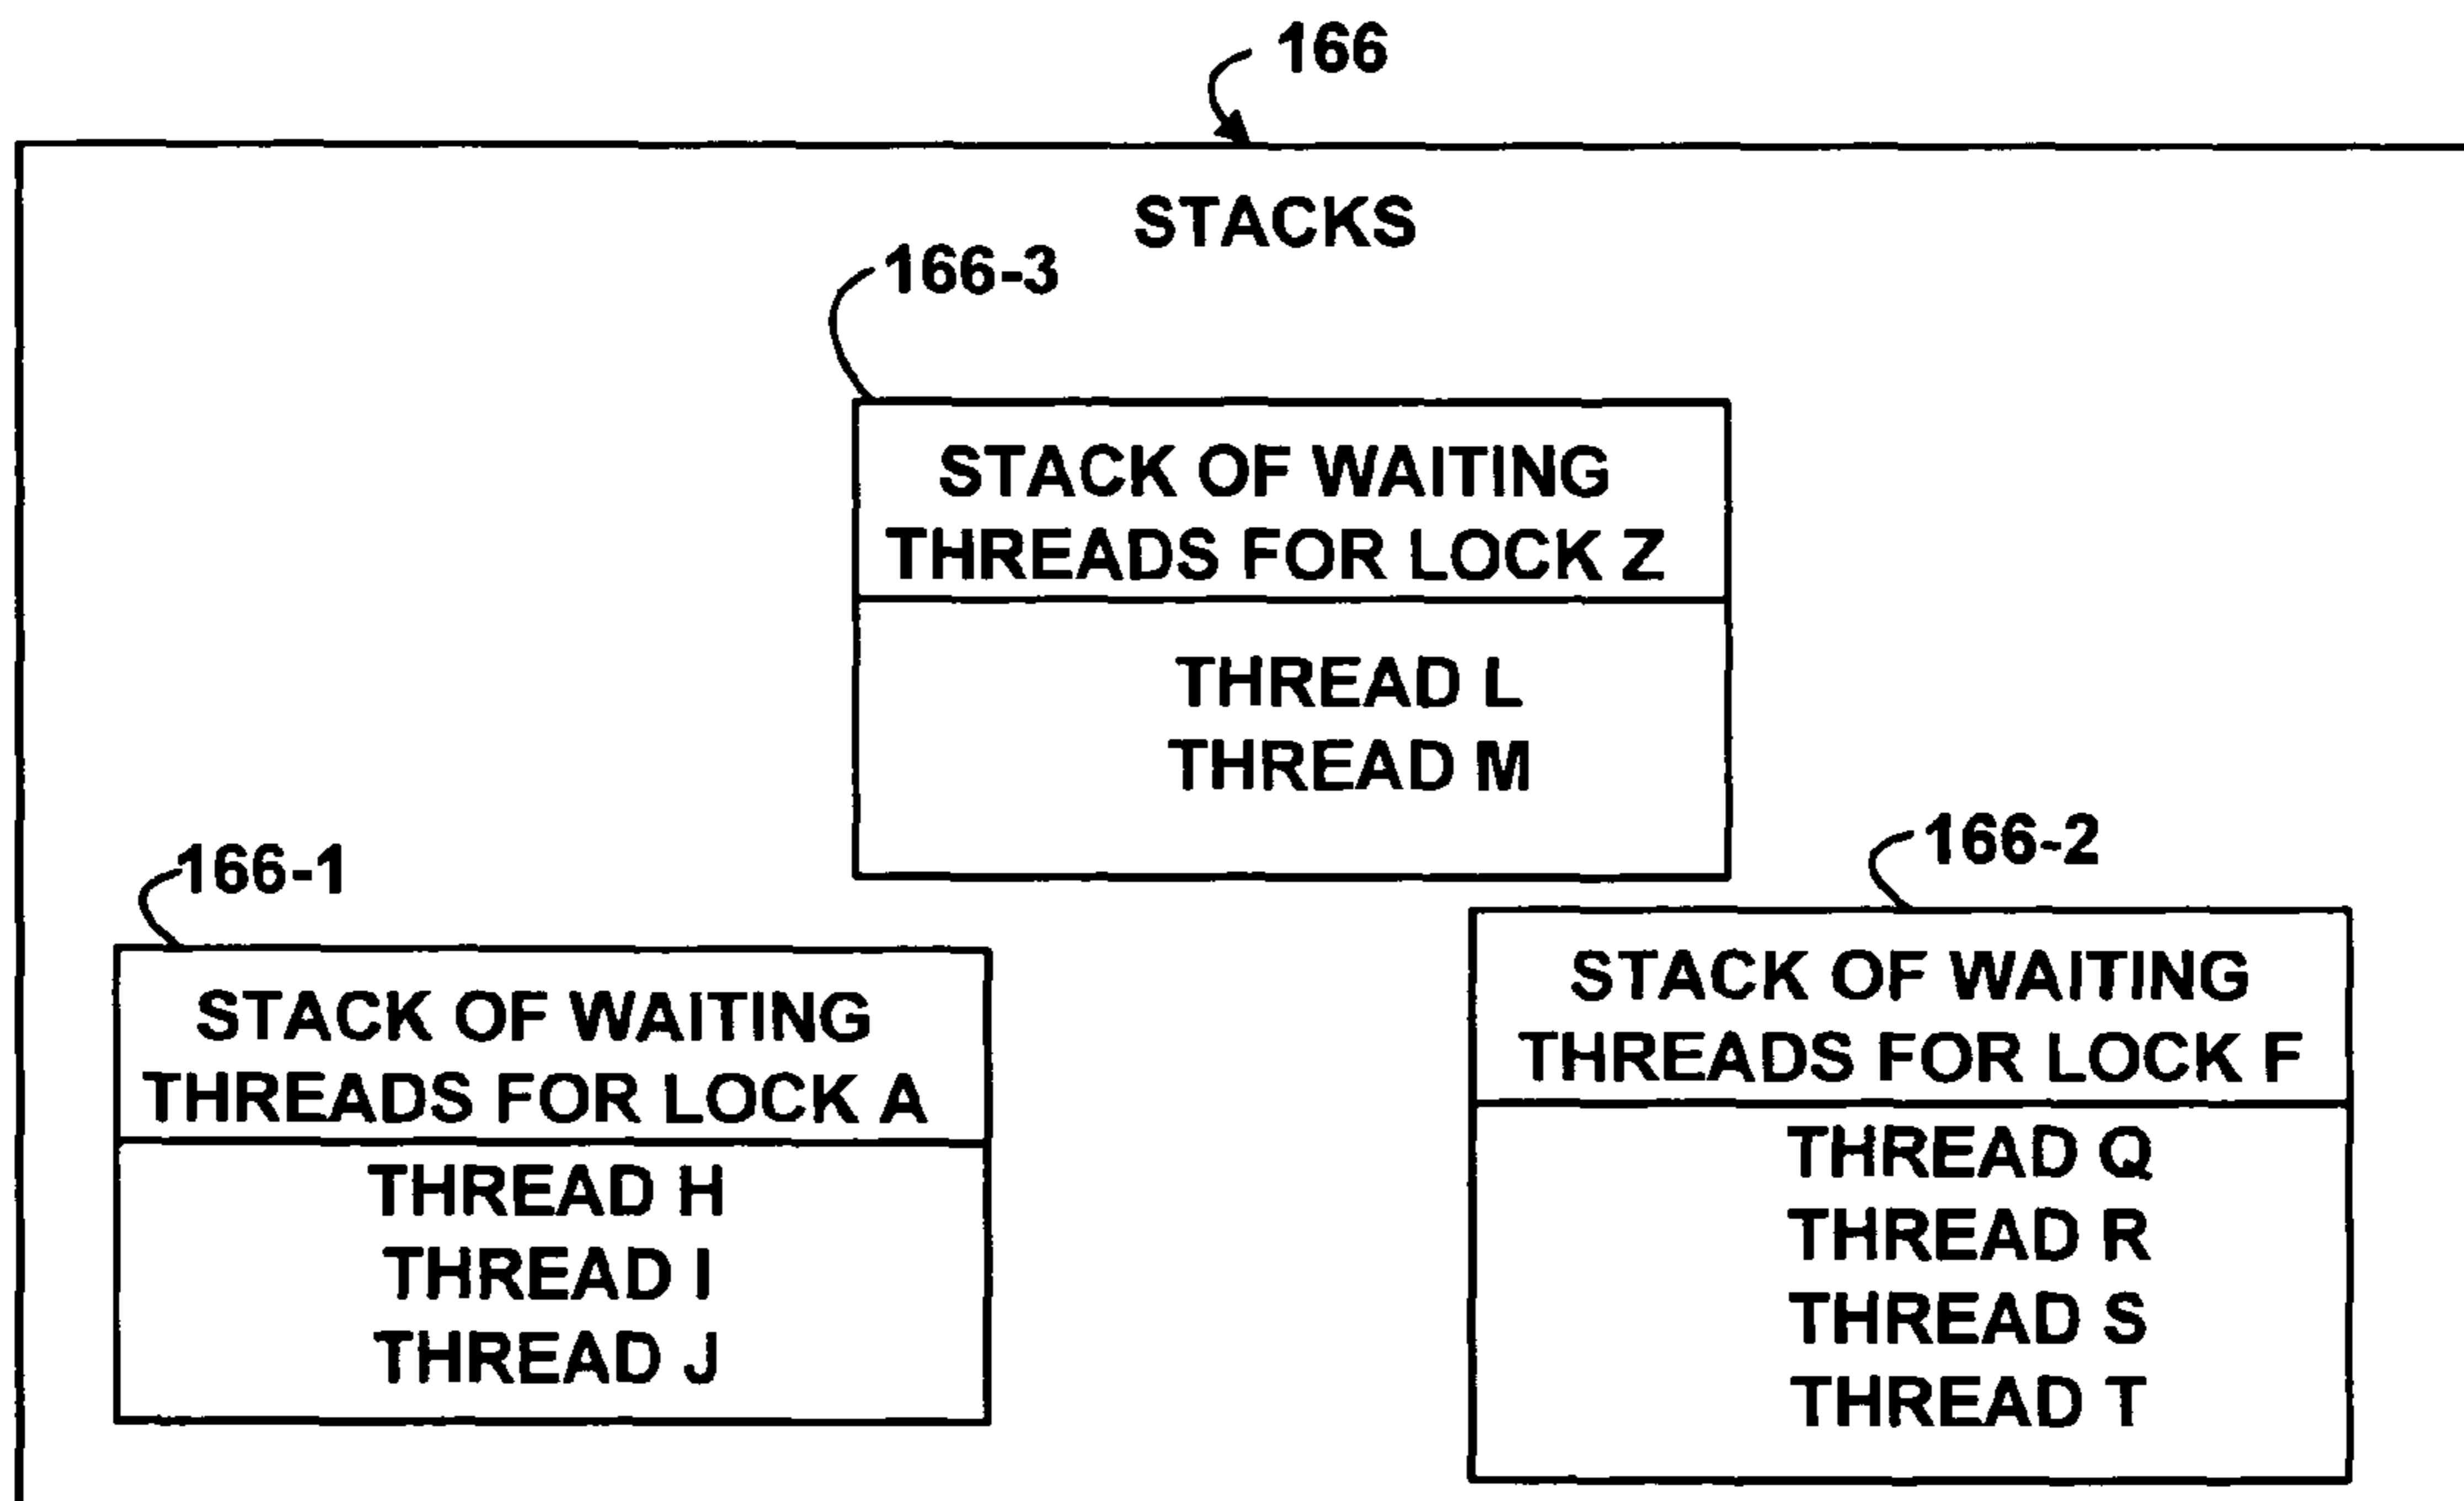 166
STACKS
166-3
STACK OF WAITING
THREADS FOR LOCK Z
THREAD L
THREAD M
166-1
STACK OF WAITING
THREADS FOR LOCK A
THREAD H
THREAD I
THREAD J
166-2
STACK OF WAITING
THREADS FOR LOCK F
THREAD Q
THREAD R
THREAD S
THREAD T